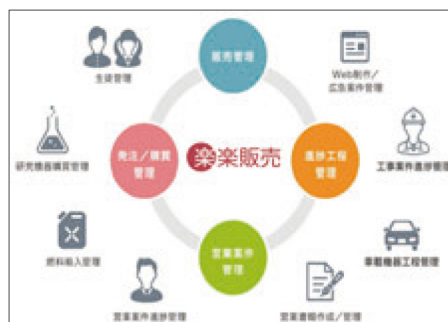 生徒管理
販売管理
Web制作／
広告案件管理
研究機器購買管理
発注／購買
管理
楽楽販売
進捗工程
管理
工事案件進捗管理
燃料輸入管理
営業案件
管理
車載機器工程管理
営業案件進捗管理
営業書類作成／管理